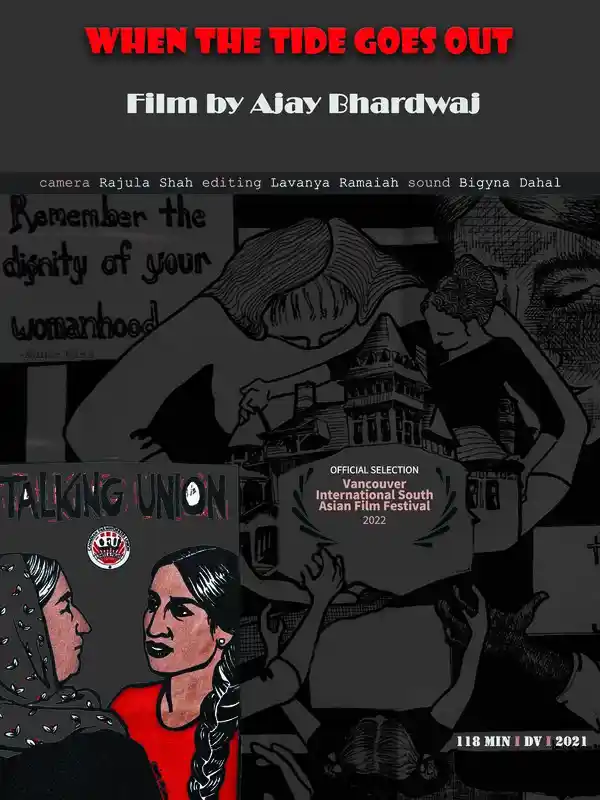 WHEN THE TIDE GOES OUT
Film by Ajay Bhardwaj
camera Rajula Shah editing Lavanya Ramaiah sound Bigyna Dahal
Remember the
dignity of your
womanhood
OFFICIAL SELECTION
Vancouver
International South
Asian Film Festival
2022
TALKING UNION
CFU
118 MIN I DV I 2021